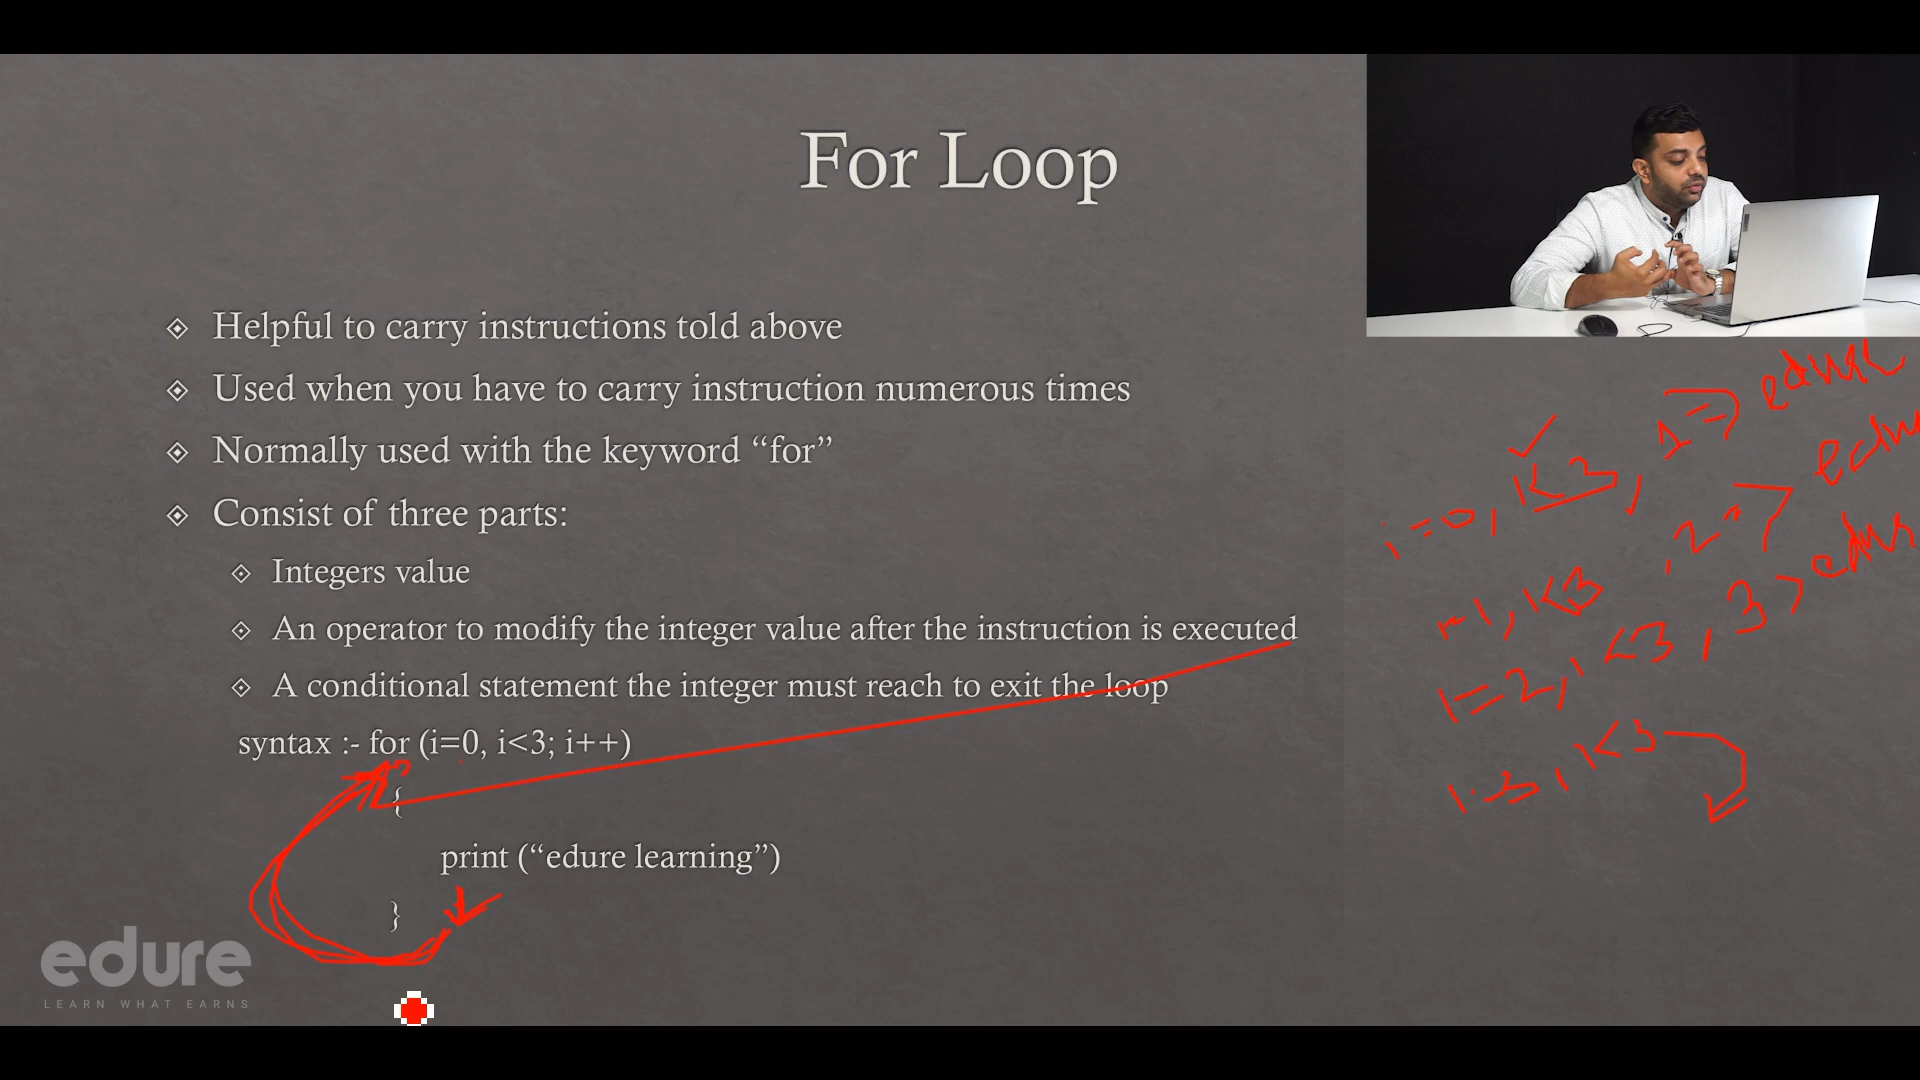 For Loop
Helpful to carry instructions told above
Used when you have to carry instruction numerous times
Normally used with the keyword “for”
Consist of three parts:
Integers value
An operator to modify the integer value after the instruction is executed
A conditional statement the integer must reach to exit the loop
syntax :- for (i=0, i<3; i++)
{
print (“edure learning”)
}
edure
LEARN WHAT EARNS
i=0, i<3, 1 => edure
i<3 , 2
i=2, <3, 3 >
i<3